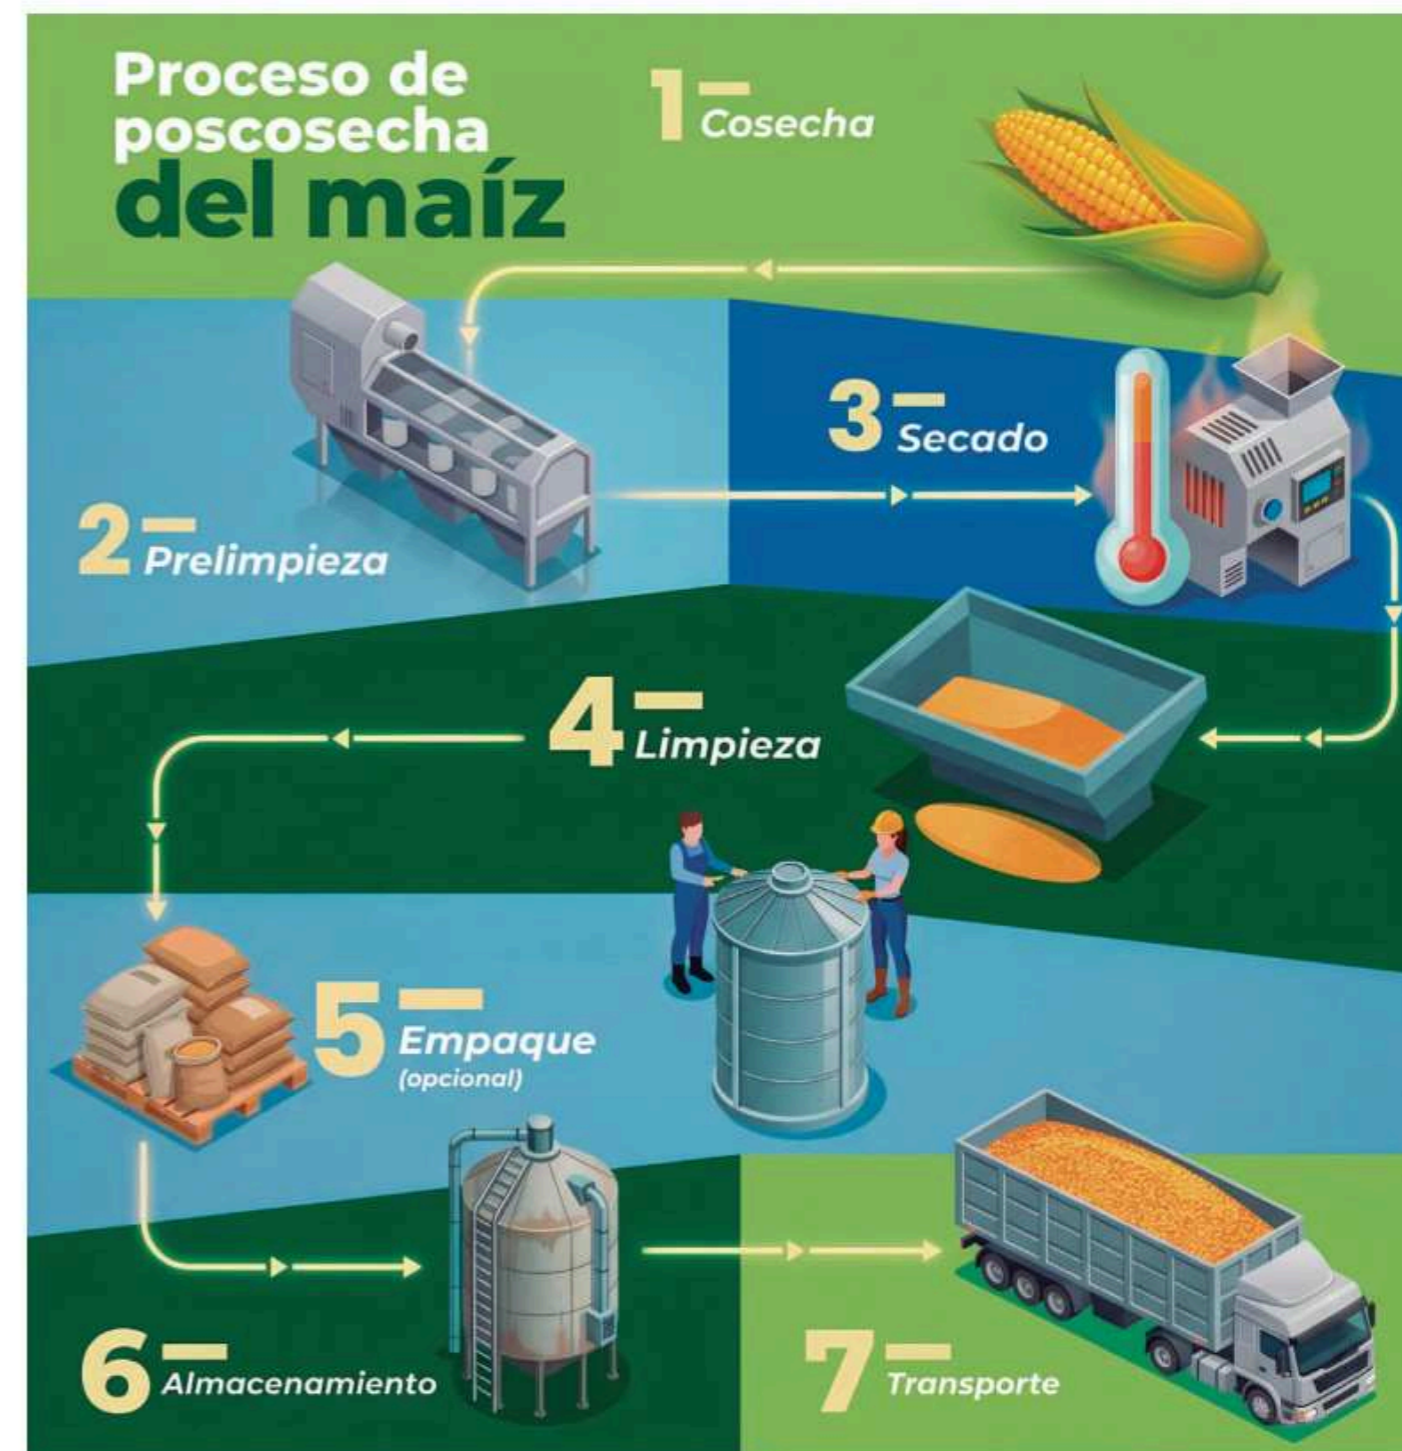 Proceso de
poscosecha
del maíz
1
Cosecha
2
Prelimpieza
3
Secado
4
Limpieza
5
Empaque
(opcional)
6
Almacenamiento
7
Transporte